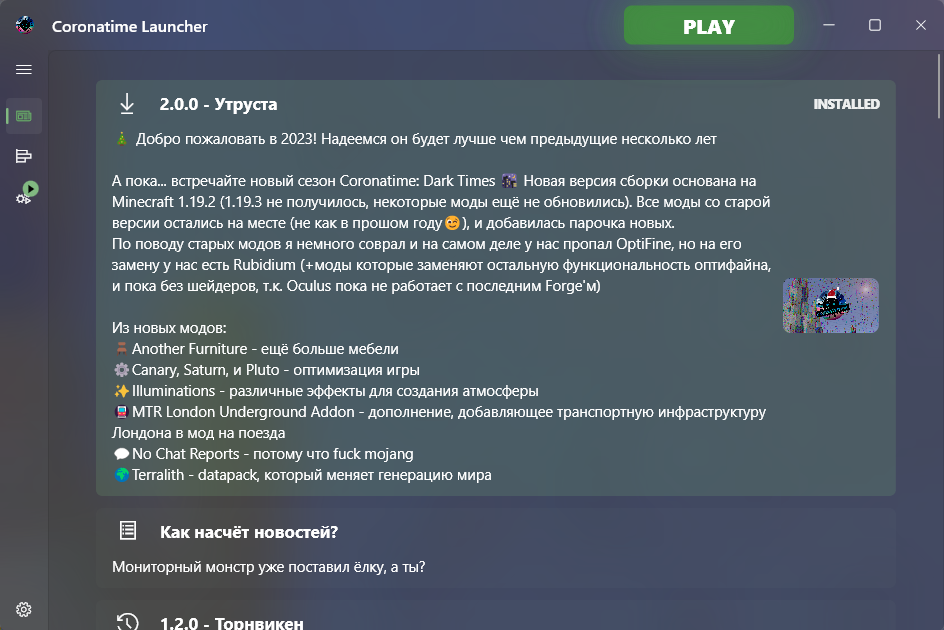 Coronatime Launcher
PLAY
2.0.0 - Утруста
INSTALLED
🎄 Добро пожаловать в 2023! Надеемся он будет лучше чем предыдущие несколько лет
А пока... встречайте новый сезон Coronatime: Dark Times 🌆 Новая версия сборки основана на
Minecraft 1.19.2 (1.19.3 не получилось, некоторые моды ещё не обновились). Все моды со старой
версии остались на месте (не как в прошом году😊), и добавилась парочка новых.
По поводу старых модов я немного соврал и на самом деле у нас пропал OptiFine, но на его
замену у нас есть Rubidium (+моды которые заменяют остальную функциональность оптифайна,
и пока без шейдеров, т.к. Oculus пока не работает с последним Forge'м)
Из новых модов:
🪑Another Furniture - ещё больше мебели
⚙️Canary, Saturn, и Pluto - оптимизация игры
✨Illuminations - различные эффекты для создания атмосферы
🚇MTR London Underground Addon - дополнение, добавляющее транспортную инфраструктуру
Лондона в мод на поезда
💬No Chat Reports - потому что fuck mojang
🌍Terralith - datapack, который меняет генерацию мира
Как насчёт новостей?
Мониторный монстр уже поставил ёлку, а ты?
1.2.0 - Торнвикен